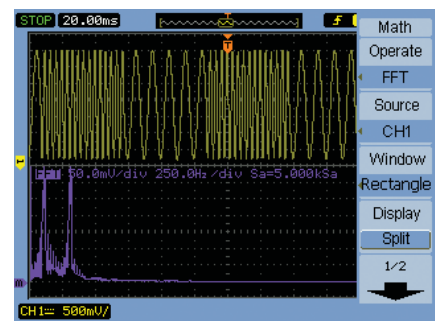 STOP 20.00ms f
T
Math
Operate
FFT
Source
CH1
Window
Rectangle
Display
Split
1/2
1
FFT 50.0mV/div 250.0Hz/div Sa=5.000kSa
m
CH1 500mV/